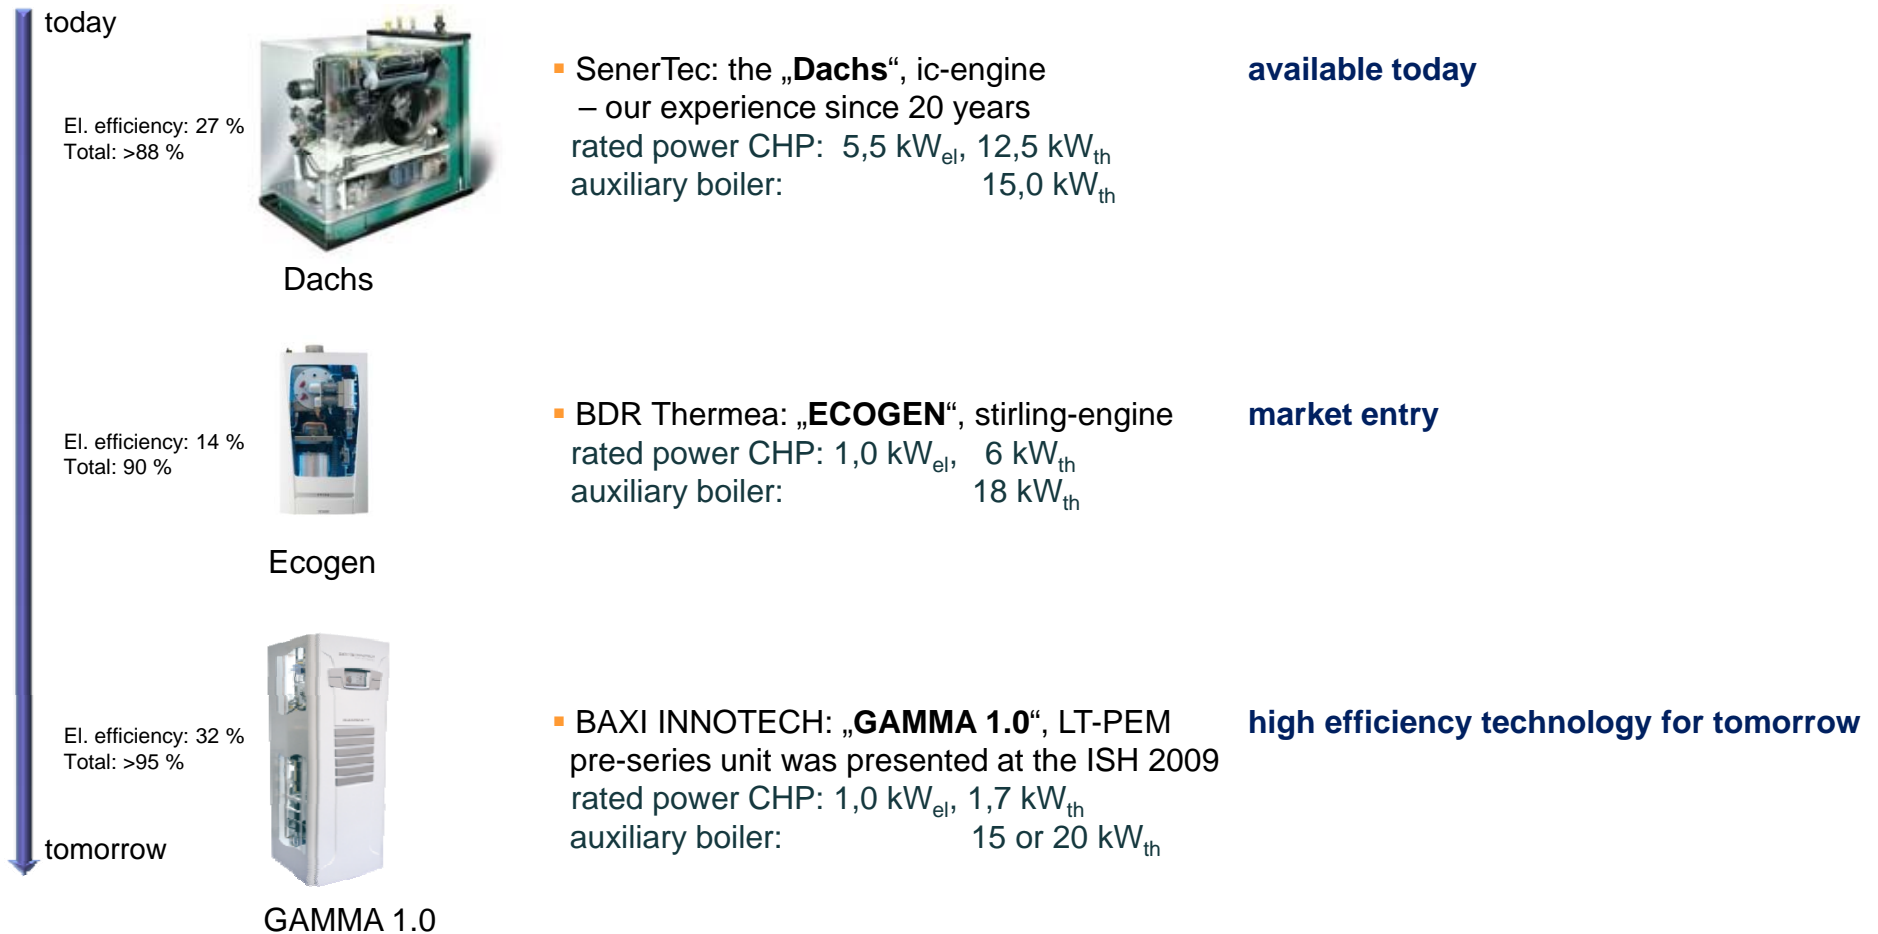 today
El. efficiency: 27 %
Total: >88 %
Dachs
▪ SenerTec: the „Dachs“, ic-engine
– our experience since 20 years
rated power CHP: 5,5 kWel, 12,5 kWth
auxiliary boiler: 15,0 kWth
available today
El. efficiency: 14 %
Total: 90 %
Ecogen
▪ BDR Thermea: „ECOGEN“, stirling-engine
rated power CHP: 1,0 kWel, 6 kWth
auxiliary boiler: 18 kWth
market entry
El. efficiency: 32 %
Total: >95 %
tomorrow
GAMMA 1.0
▪ BAXI INNOTECH: „GAMMA 1.0“, LT-PEM
pre-series unit was presented at the ISH 2009
rated power CHP: 1,0 kWel, 1,7 kWth
auxiliary boiler: 15 or 20 kWth
high efficiency technology for tomorrow